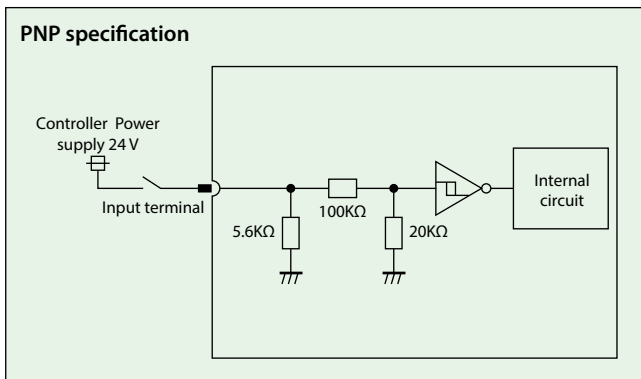 PNP specification
Controller Power
supply 24 V
Input terminal
5.6KΩ
100KΩ
20KΩ
Internal
circuit